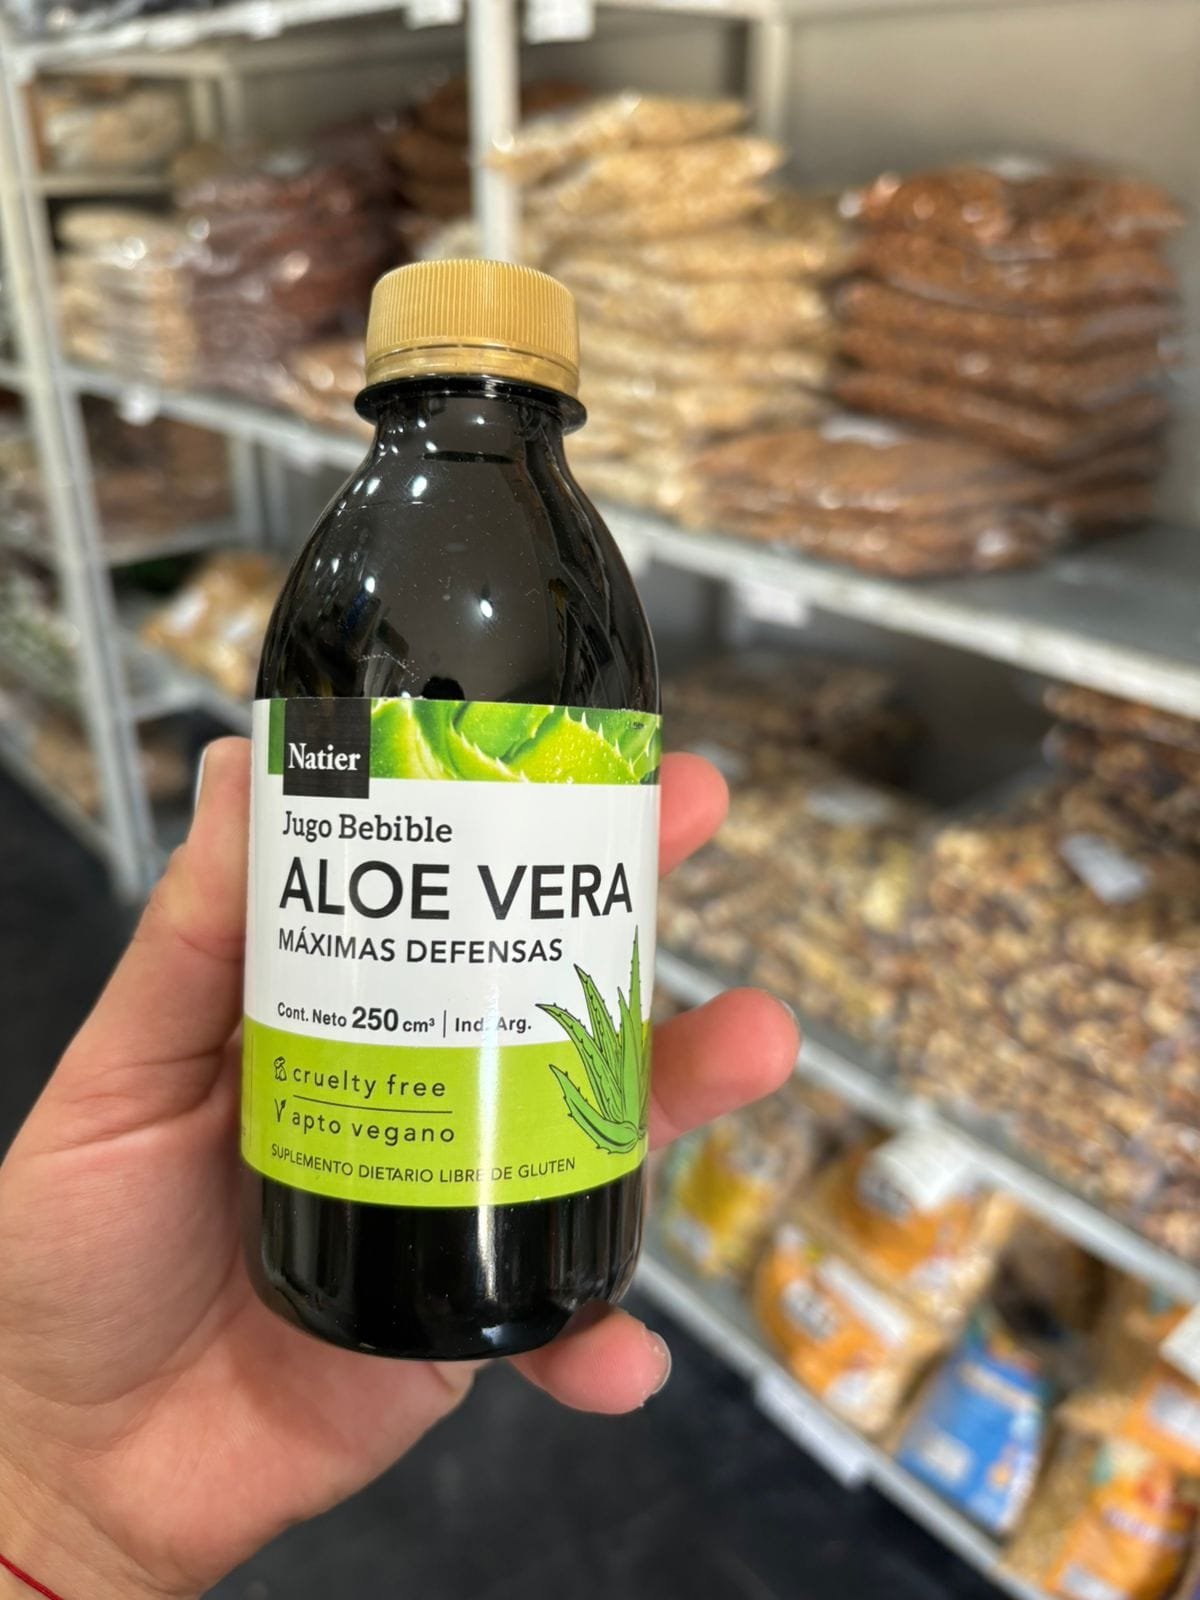 Natier
Jugo Bebible
ALOE VERA
MÁXIMAS DEFENSAS
Cont. Neto 250 cm³ | Ind. Arg.
cruelty free
apto vegano
SUPLEMENTO DIETARIO LIBRE DE GLUTEN